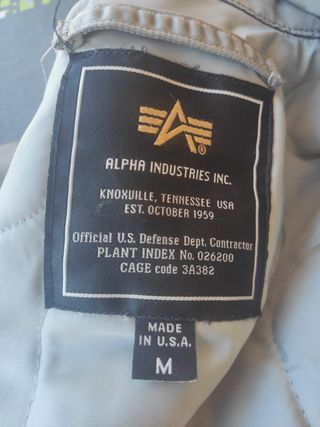 ALPHA INDUSTRIES INC.
KNOXVILLE, TENNESSEE USA
EST. OCTOBER 1959
Official U.S. Defense Dept. Contractor
PLANT INDEX No. 026200
CAGE code 3A382
MADE
IN U.S.A.
M